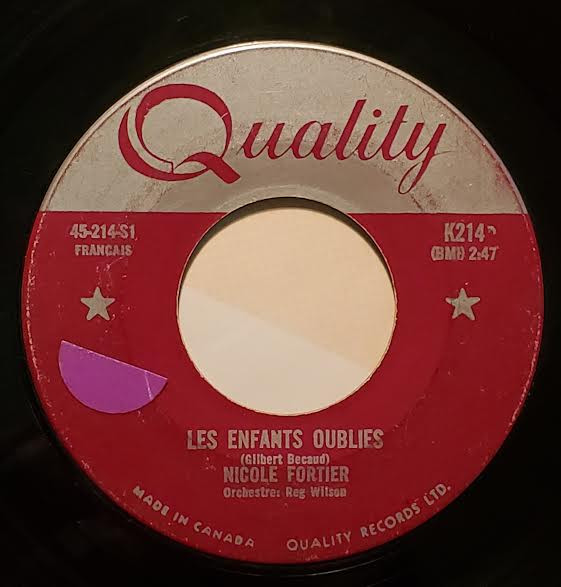 Quality
45-214-S1
FRANCAIS
K214
(BMI) 2:47
LES ENFANTS OUBLIES
(Gilbert Becaud)
NICOLE FORTIER
Orchestre: Reg Wilson
MADE IN CANADA QUALITY RECORDS LTD.